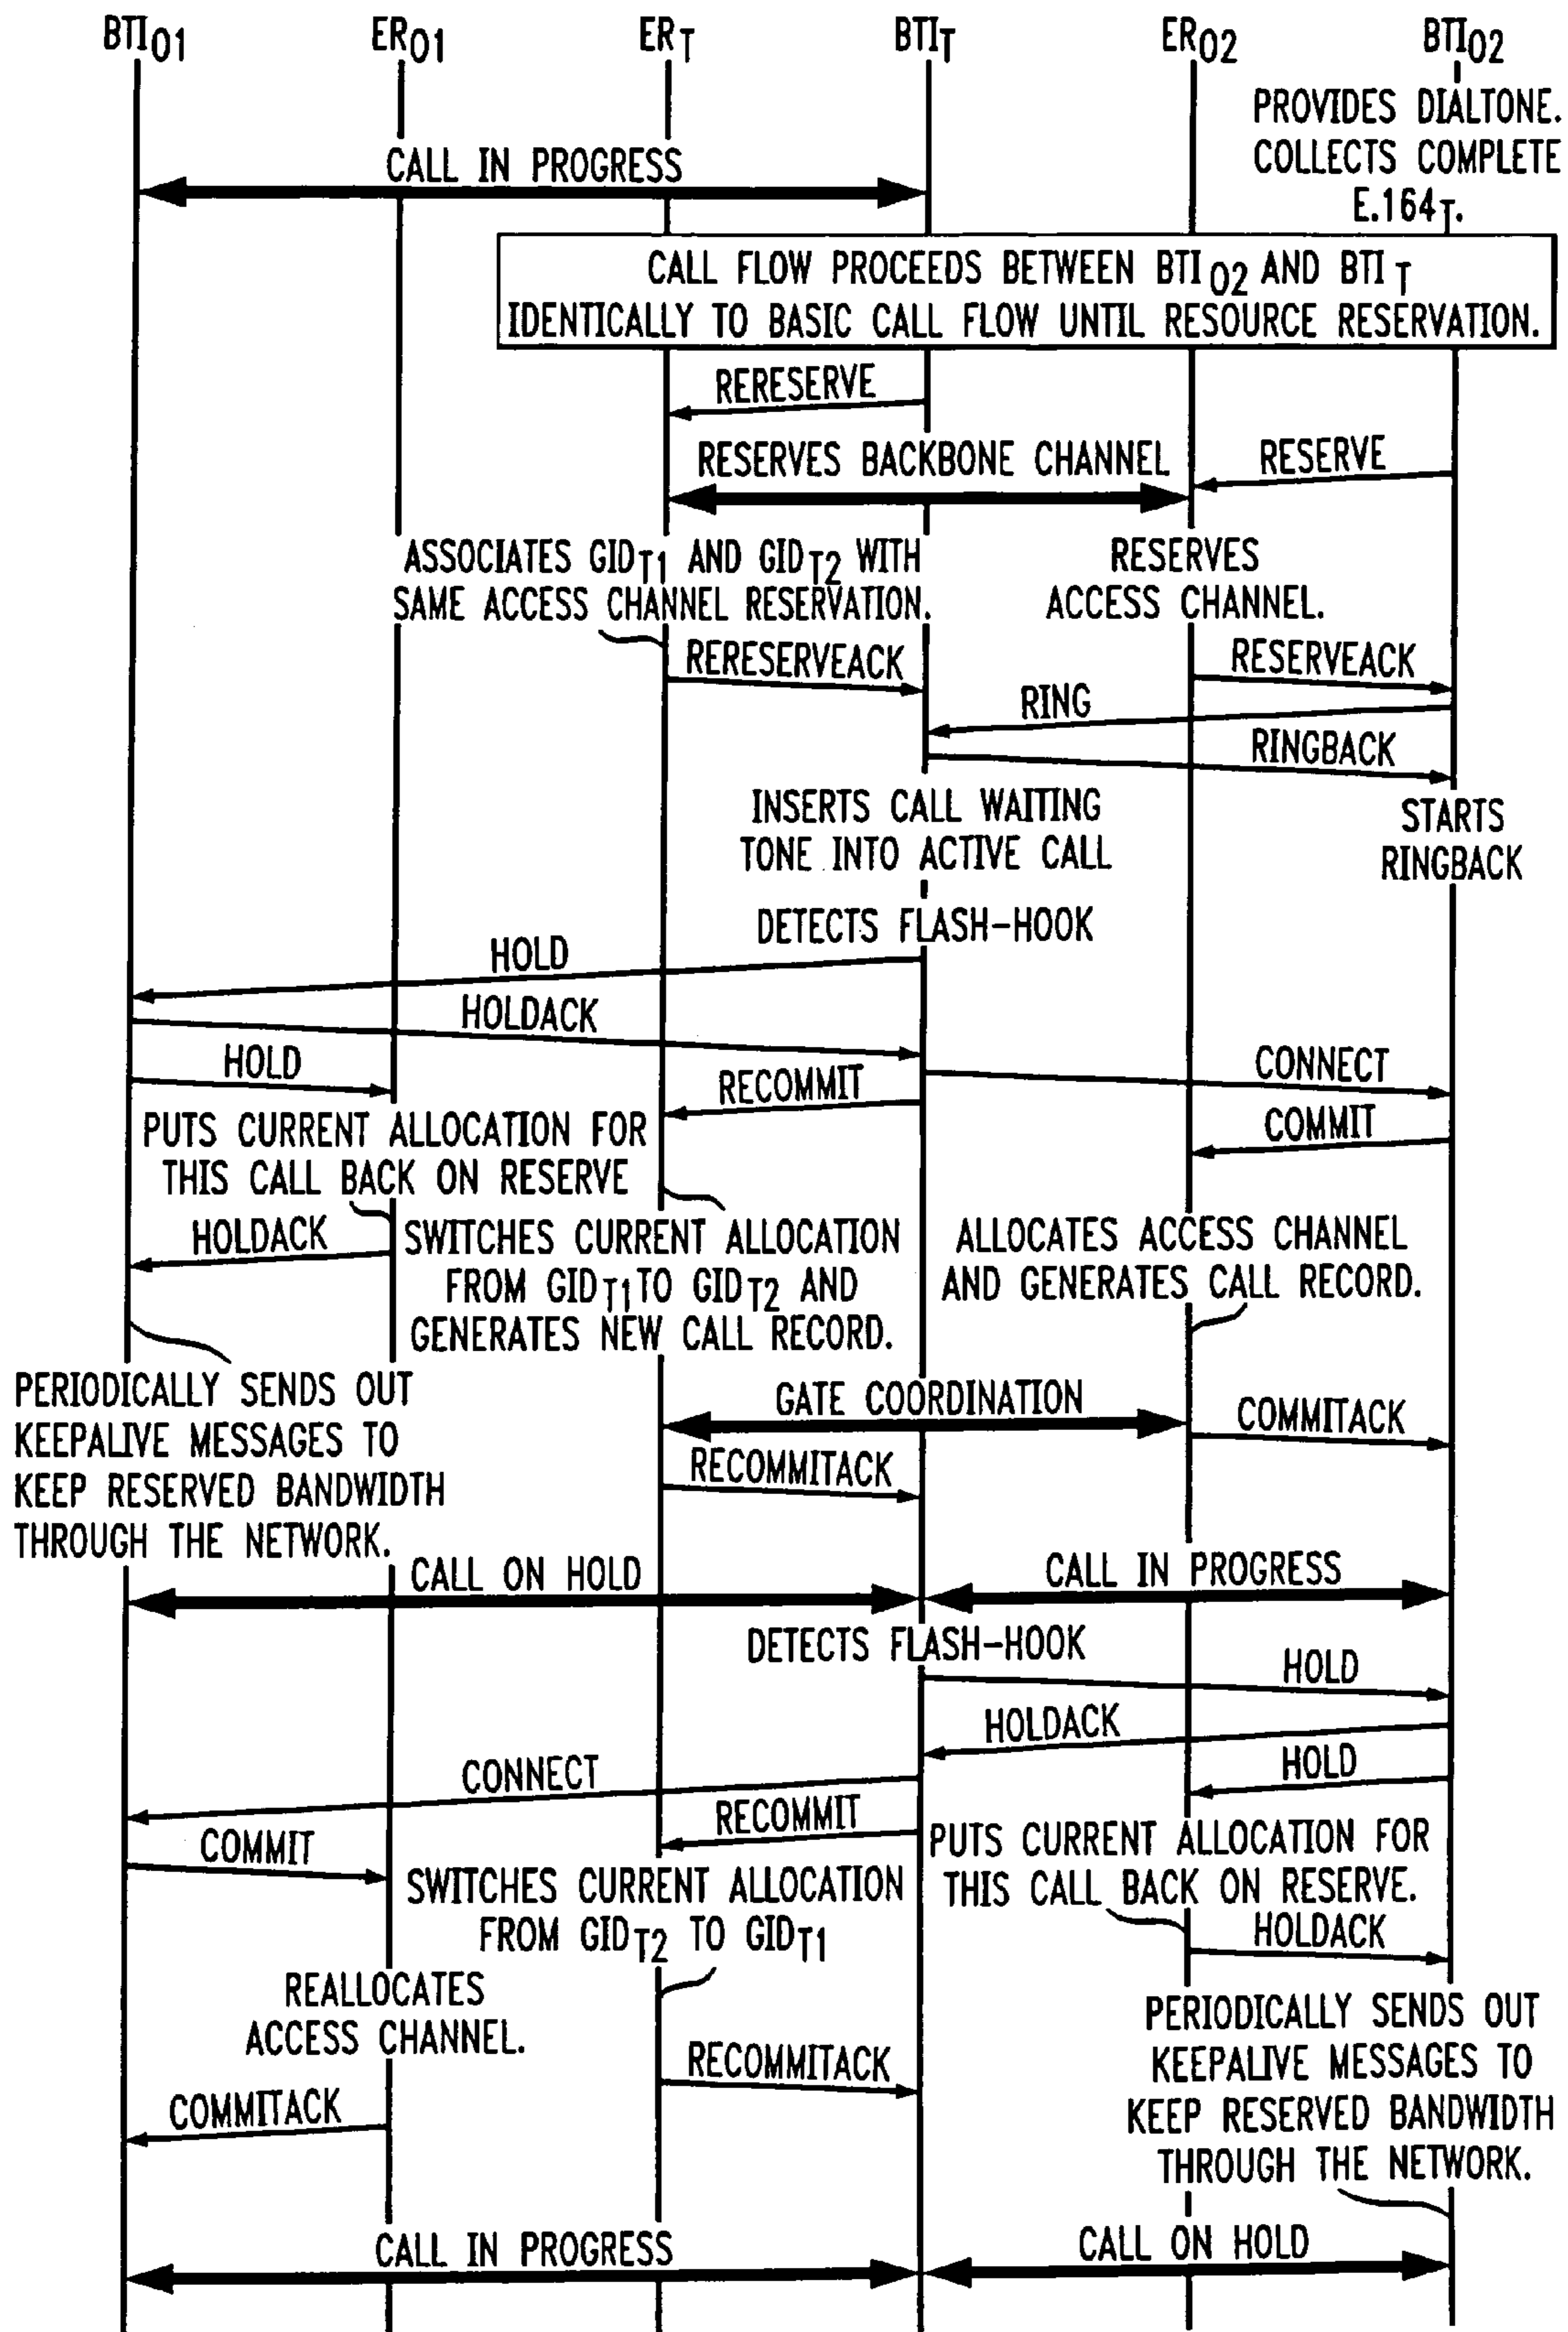 BTI01 ER01 ERT BTIT ER02 BTI02
PROVIDES DIALTONE.
COLLECTS COMPLETE
E.164T.
CALL IN PROGRESS
CALL FLOW PROCEEDS BETWEEN BTI02 AND BTIT
IDENTICALLY TO BASIC CALL FLOW UNTIL RESOURCE RESERVATION.
RERESERVE
RESERVES BACKBONE CHANNEL
RESERVE
ASSOCIATES GIDT1 AND GIDT2 WITH
SAME ACCESS CHANNEL RESERVATION.
RESERVES
ACCESS CHANNEL.
RERESERVEACK
RESERVEACK
RING
RINGBACK
INSERTS CALL WAITING
TONE INTO ACTIVE CALL
STARTS
RINGBACK
DETECTS FLASH-HOOK
HOLD
HOLDACK
HOLD
CONNECT
RECOMMIT
COMMIT
PUTS CURRENT ALLOCATION FOR
THIS CALL BACK ON RESERVE
HOLDACK
SWITCHES CURRENT ALLOCATION
FROM GIDT1 TO GIDT2 AND
GENERATES NEW CALL RECORD.
ALLOCATES ACCESS CHANNEL
AND GENERATES CALL RECORD.
PERIODICALLY SENDS OUT
KEEPALIVE MESSAGES TO
KEEP RESERVED BANDWIDTH
THROUGH THE NETWORK.
GATE COORDINATION
COMMITACK
RECOMMITACK
CALL ON HOLD
CALL IN PROGRESS
DETECTS FLASH-HOOK
HOLD
HOLDACK
HOLD
CONNECT
RECOMMIT
COMMIT
PUTS CURRENT ALLOCATION FOR
THIS CALL BACK ON RESERVE.
SWITCHES CURRENT ALLOCATION
FROM GIDT2 TO GIDT1
HOLDACK
REALLOCATES
ACCESS CHANNEL.
PERIODICALLY SENDS OUT
KEEPALIVE MESSAGES TO
KEEP RESERVED BANDWIDTH
THROUGH THE NETWORK.
RECOMMITACK
COMMITACK
CALL IN PROGRESS
CALL ON HOLD